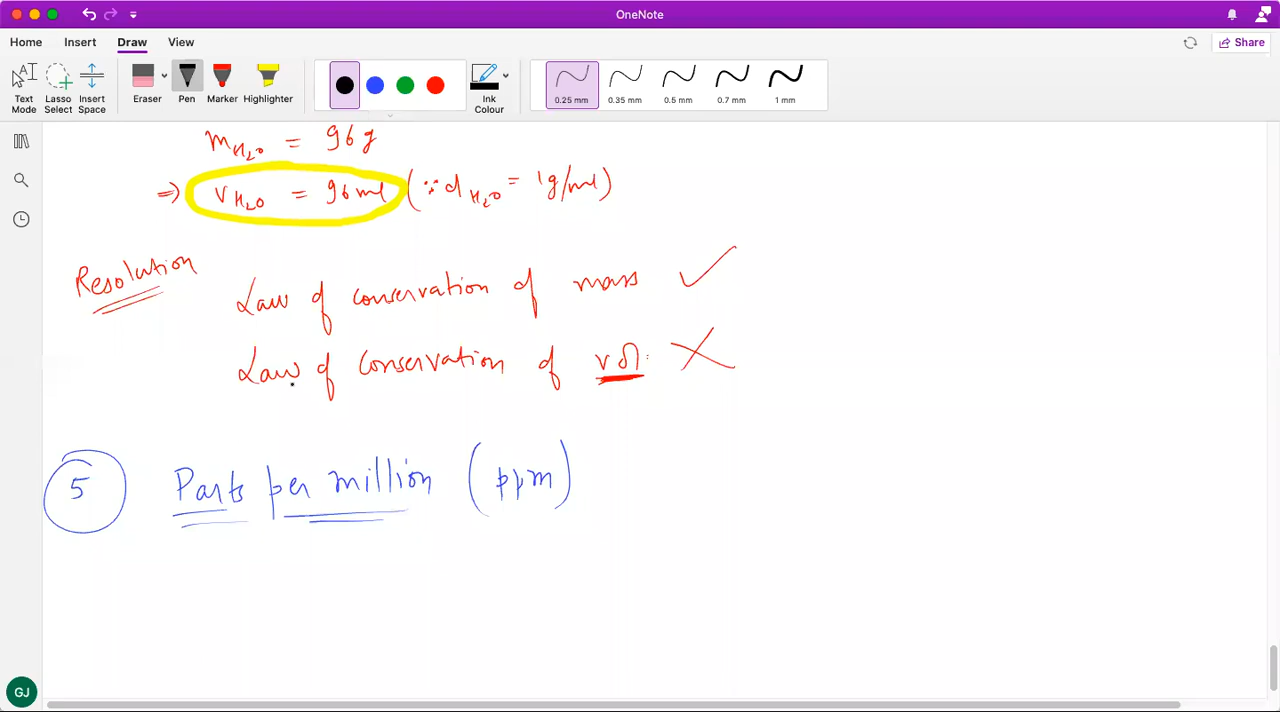 OneNote
Home Insert Draw View
Share
Text Mode
Lasso Select
Insert Space
Eraser
Pen
Marker
Highlighter
Ink Colour
0.25 mm
0.35 mm
0.5 mm
0.7 mm
1 mm
m H₂O = 96 g
⇒ V H₂O = 96 ml (∵ d H₂O = 1g/ml)
Resolution
Law of conservation of mass ✓
Law of conservation of vol. ✗
5 Parts per million (ppm)
GJ